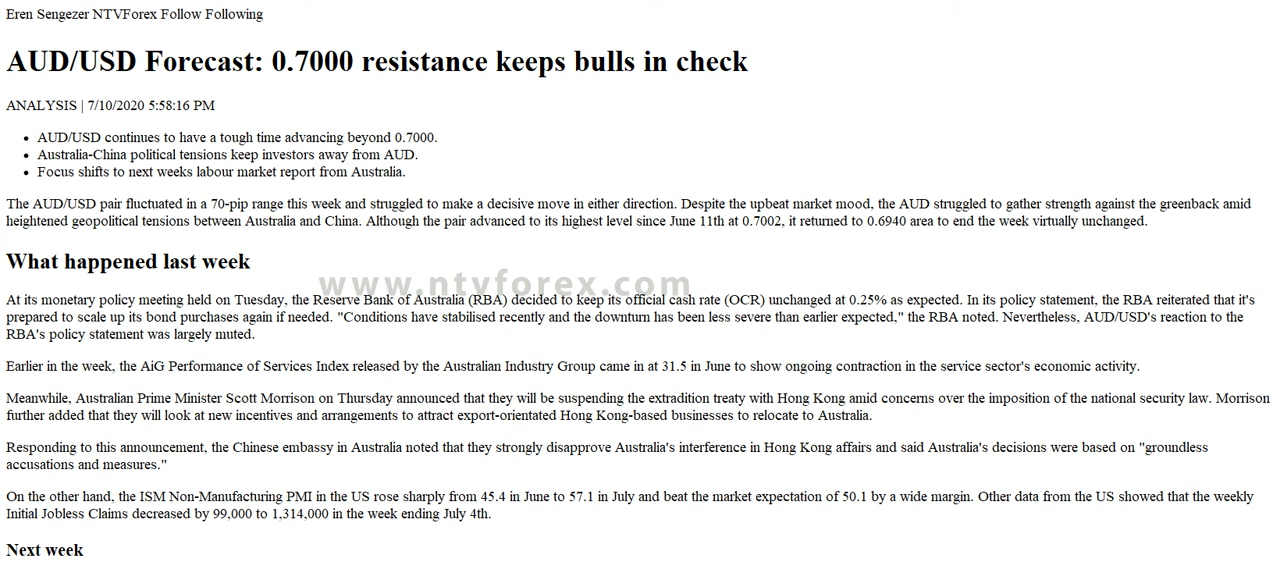 Eren Sengezer NTVForex Follow Following
AUD/USD Forecast: 0.7000 resistance keeps bulls in check
ANALYSIS | 7/10/2020 5:58:16 PM
• AUD/USD continues to have a tough time advancing beyond 0.7000.
• Australia-China political tensions keep investors away from AUD.
• Focus shifts to next weeks labour market report from Australia.
The AUD/USD pair fluctuated in a 70-pip range this week and struggled to make a decisive move in either direction. Despite the upbeat market mood, the AUD struggled to gather strength against the greenback amid
heightened geopolitical tensions between Australia and China. Although the pair advanced to its highest level since June 11th at 0.7002, it returned to 0.6940 area to end the week virtually unchanged.
What happened last week
www.ntvforex.com
At its monetary policy meeting held on Tuesday, the Reserve Bank of Australia (RBA) decided to keep its official cash rate (OCR) unchanged at 0.25% as expected. In its policy statement, the RBA reiterated that it's
prepared to scale up its bond purchases again if needed. "Conditions have stabilised recently and the downturn has been less severe than earlier expected," the RBA noted. Nevertheless, AUD/USD's reaction to the
RBA's policy statement was largely muted.
Earlier in the week, the AiG Performance of Services Index released by the Australian Industry Group came in at 31.5 in June to show ongoing contraction in the service sector's economic activity.
Meanwhile, Australian Prime Minister Scott Morrison on Thursday announced that they will be suspending the extradition treaty with Hong Kong amid concerns over the imposition of the national security law. Morrison
further added that they will look at new incentives and arrangements to attract export-orientated Hong Kong-based businesses to relocate to Australia.
Responding to this announcement, the Chinese embassy in Australia noted that they strongly disapprove Australia's interference in Hong Kong affairs and said Australia's decisions were based on "groundless
accusations and measures."
On the other hand, the ISM Non-Manufacturing PMI in the US rose sharply from 45.4 in June to 57.1 in July and beat the market expectation of 50.1 by a wide margin. Other data from the US showed that the weekly
Initial Jobless Claims decreased by 99,000 to 1,314,000 in the week ending July 4th.
Next week